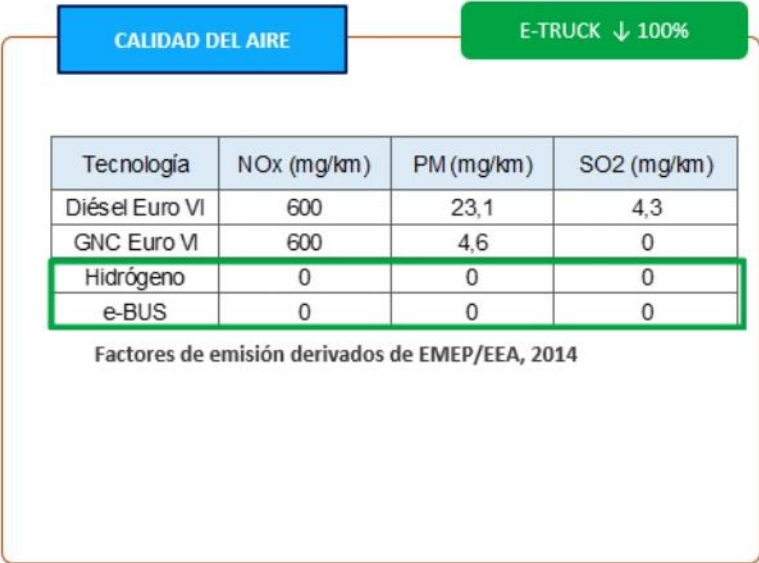 CALIDAD DEL AIRE
E-TRUCK ↓ 100%
Tecnología NOx (mg/km) PM (mg/km) SO2 (mg/km)
Diésel Euro VI 600 23,1 4,3
GNC Euro VI 600 4,6 0
Hidrógeno 0 0 0
e-BUS 0 0 0
Factores de emisión derivados de EMEP/EEA, 2014